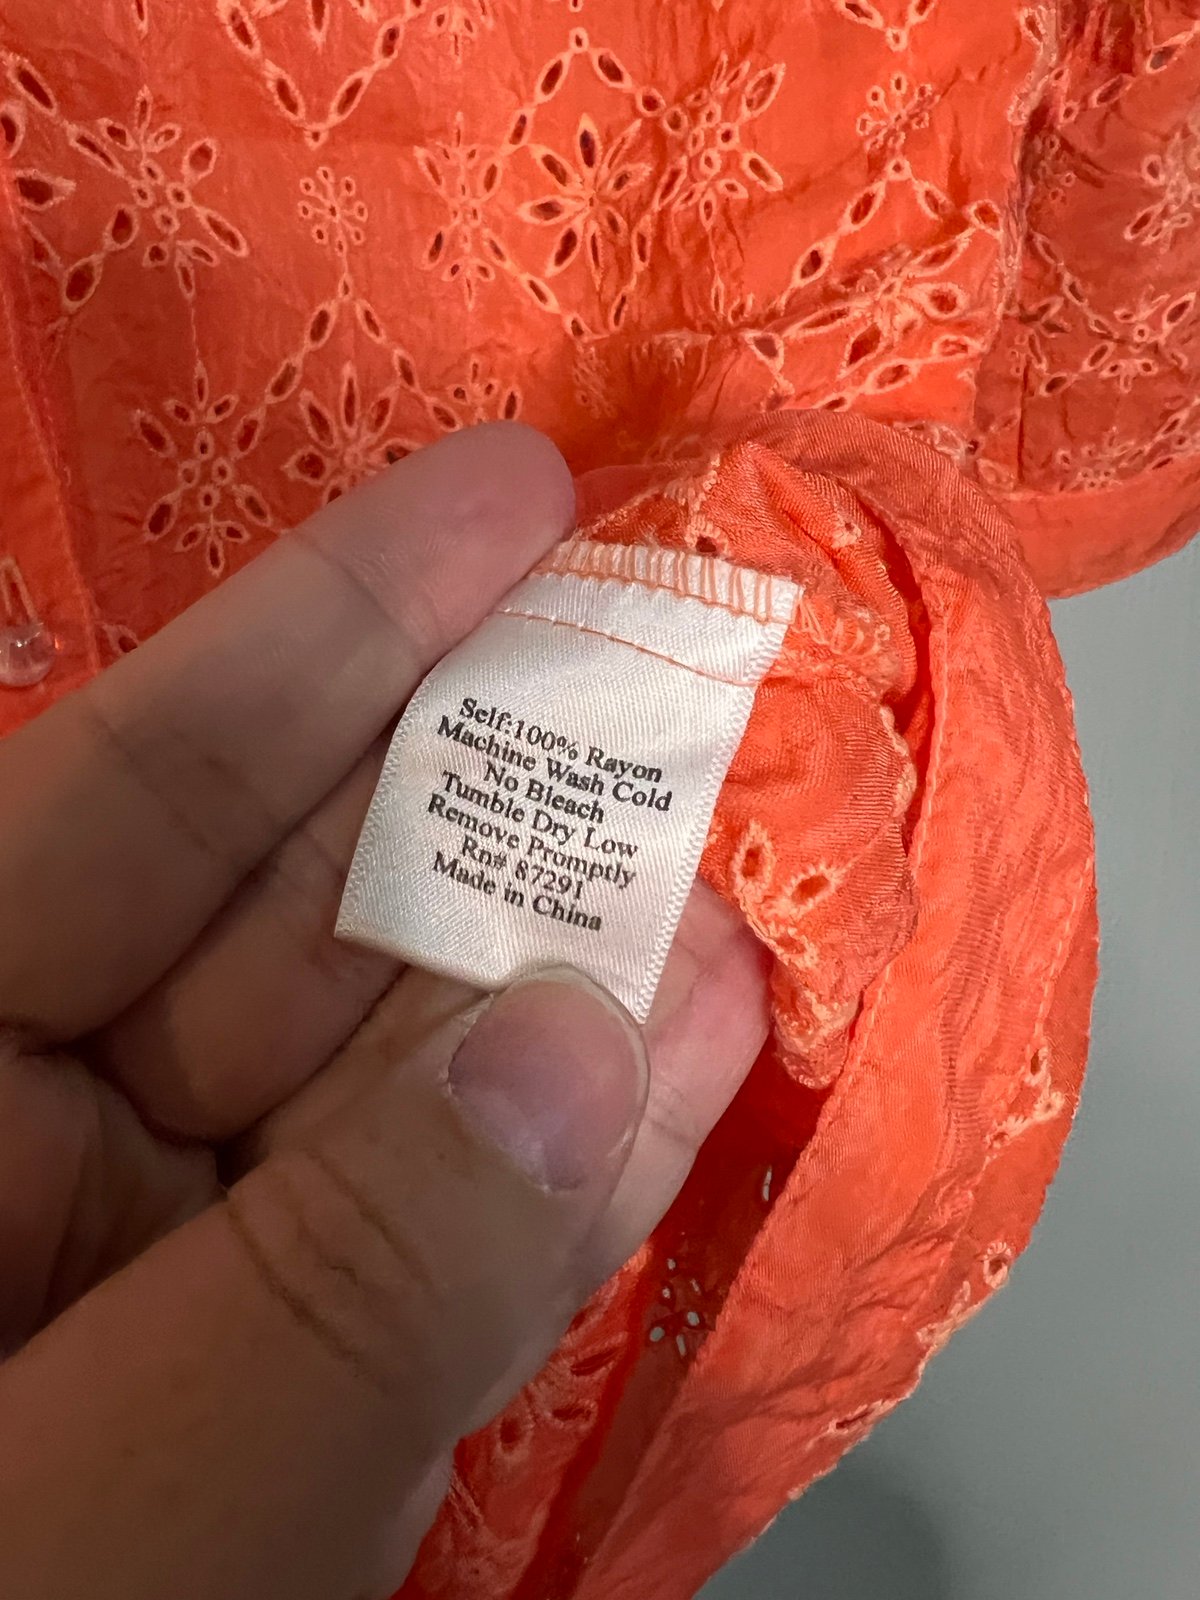 Self:100% Rayon
Machine Wash Cold
No Bleach
Tumble Dry Low
Remove Promptly
Rn# 87291
Made in China